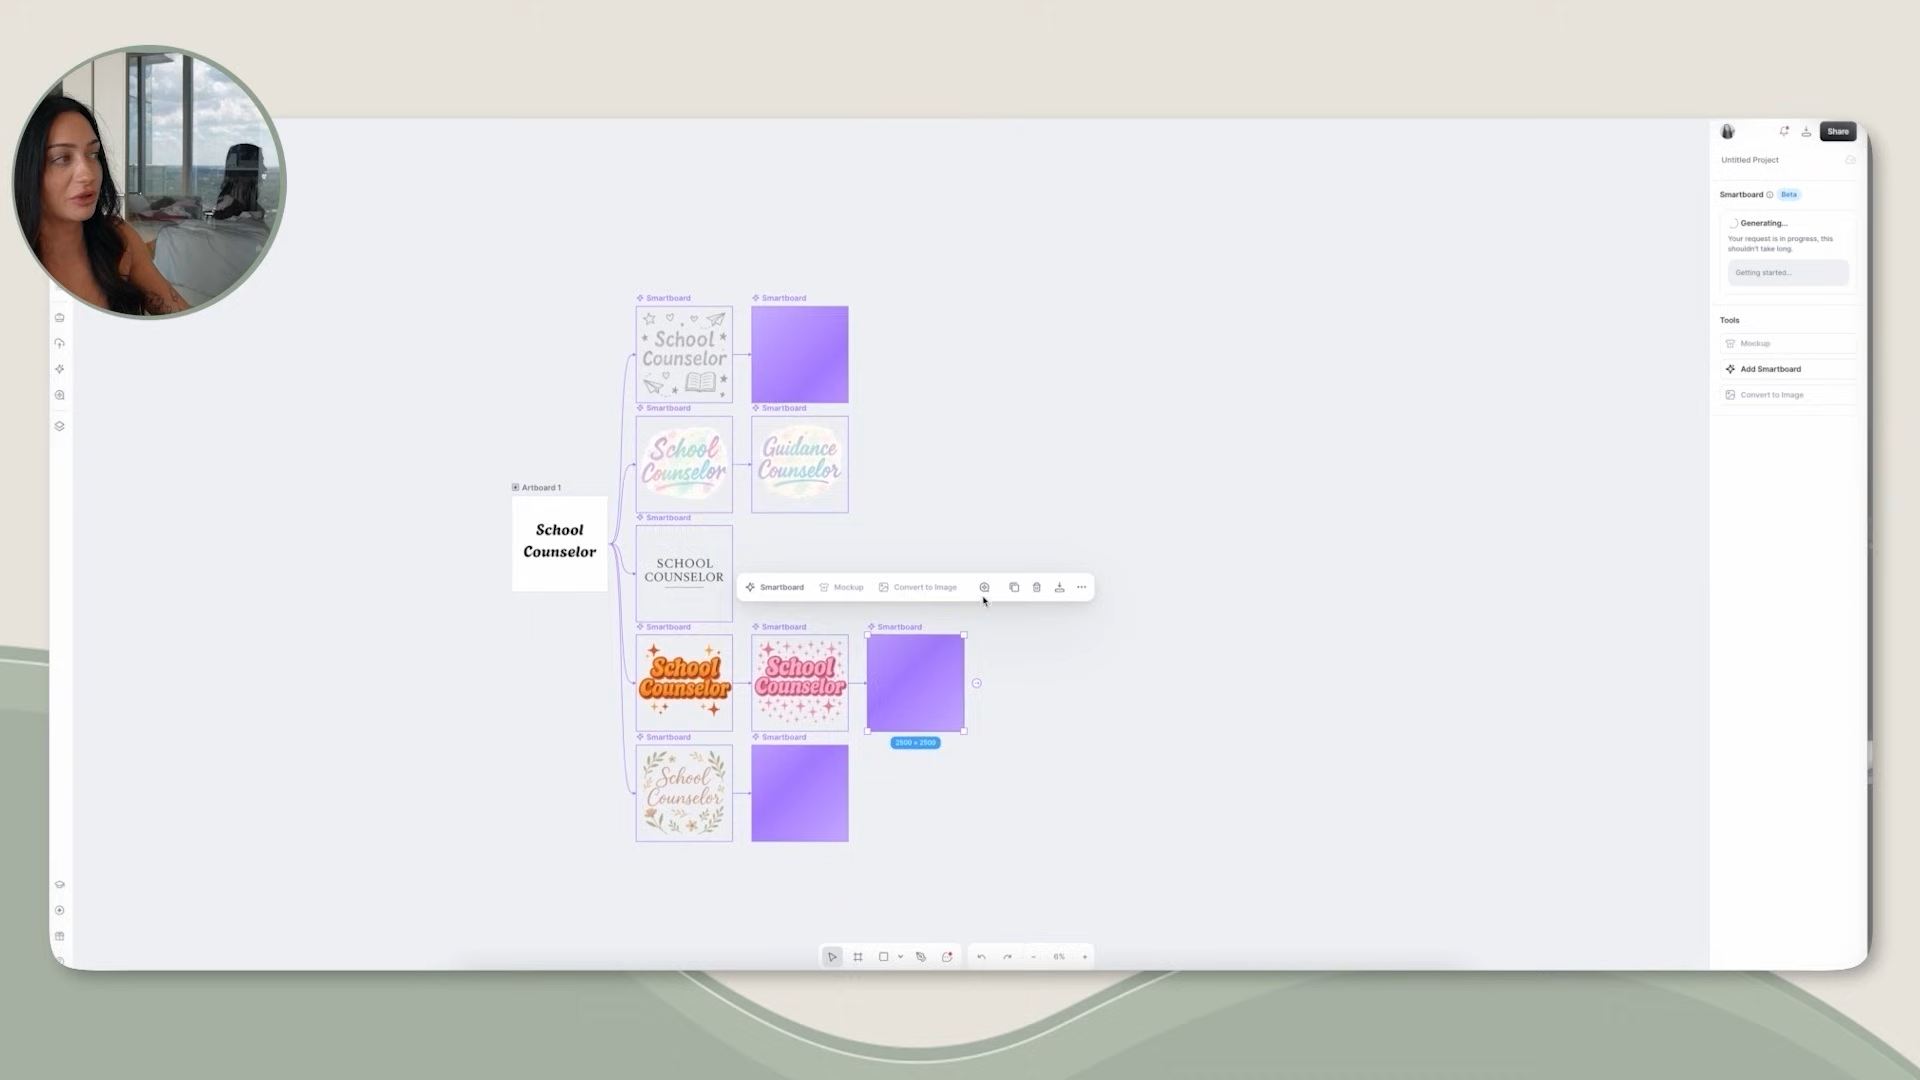 Share
Untitled Project
Smartboard Beta
Generating...
Your request is in progress, this
shouldn't take long.
Getting started...
Tools
Mockup
Add Smartboard
Convert to Image
Smartboard
Smartboard
School
Counselor
Smartboard
Smartboard
School
Counselor
Guidance
Counselor
Artboard 1
School
Counselor
Smartboard
SCHOOL
COUNSELOR
Smartboard Mockup Convert to Image
Smartboard
Smartboard
Smartboard
School
Counselor
School
Counselor
2500 × 2500
Smartboard
Smartboard
School
Counselor
6%